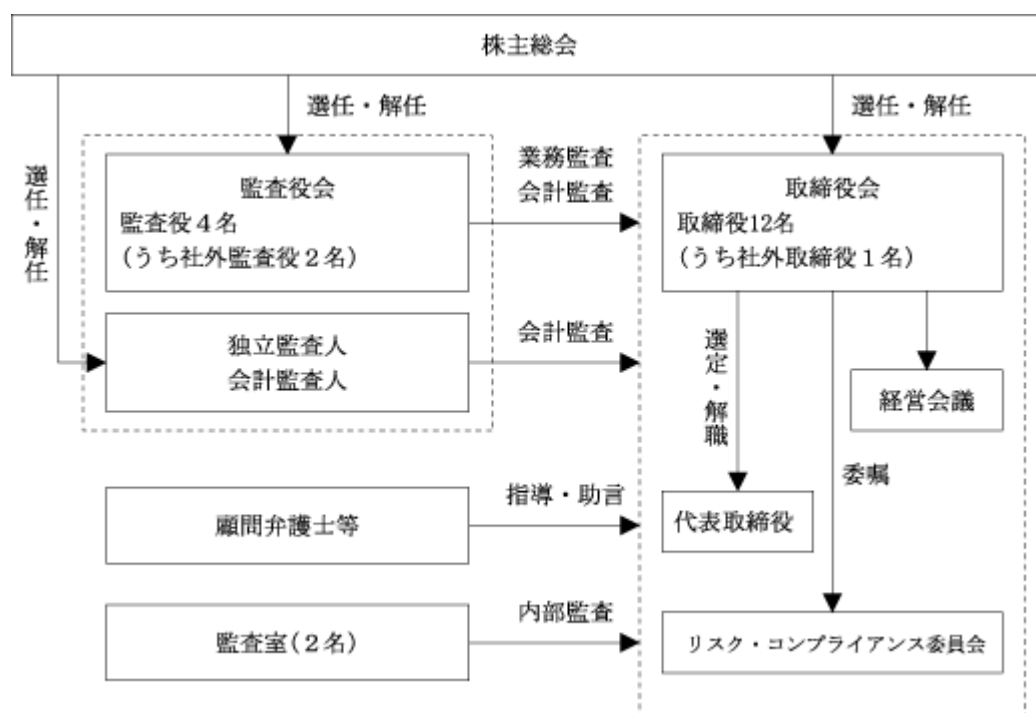 株主総会
選任・解任
選任・解任
選任・解任
監査役会
監査役４名
(うち社外監査役２名)
業務監査
会計監査
取締役会
取締役12名
(うち社外取締役１名)
独立監査人
会計監査人
会計監査
選定・解職
経営会議
委嘱
顧問弁護士等
指導・助言
代表取締役
監査室(２名)
内部監査
リスク・コンプライアンス委員会